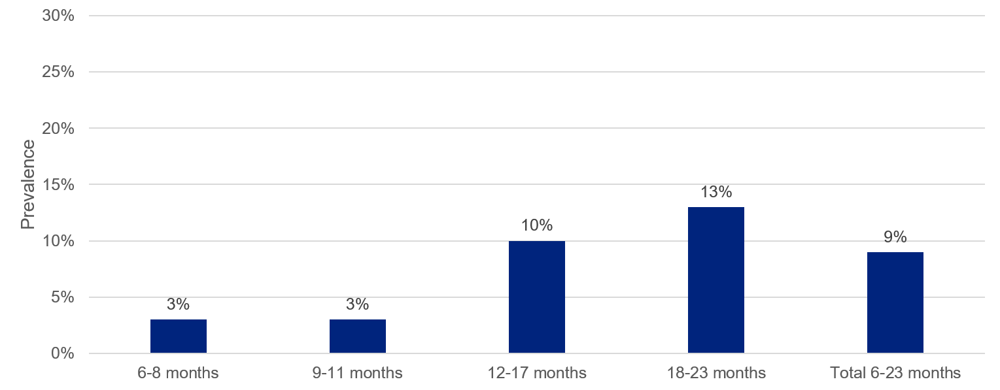 30%
25%
20%
15%
10%
5%
0%
Prevalence
3%
3%
10%
13%
9%
6-8 months
9-11 months
12-17 months
18-23 months
Total 6-23 months